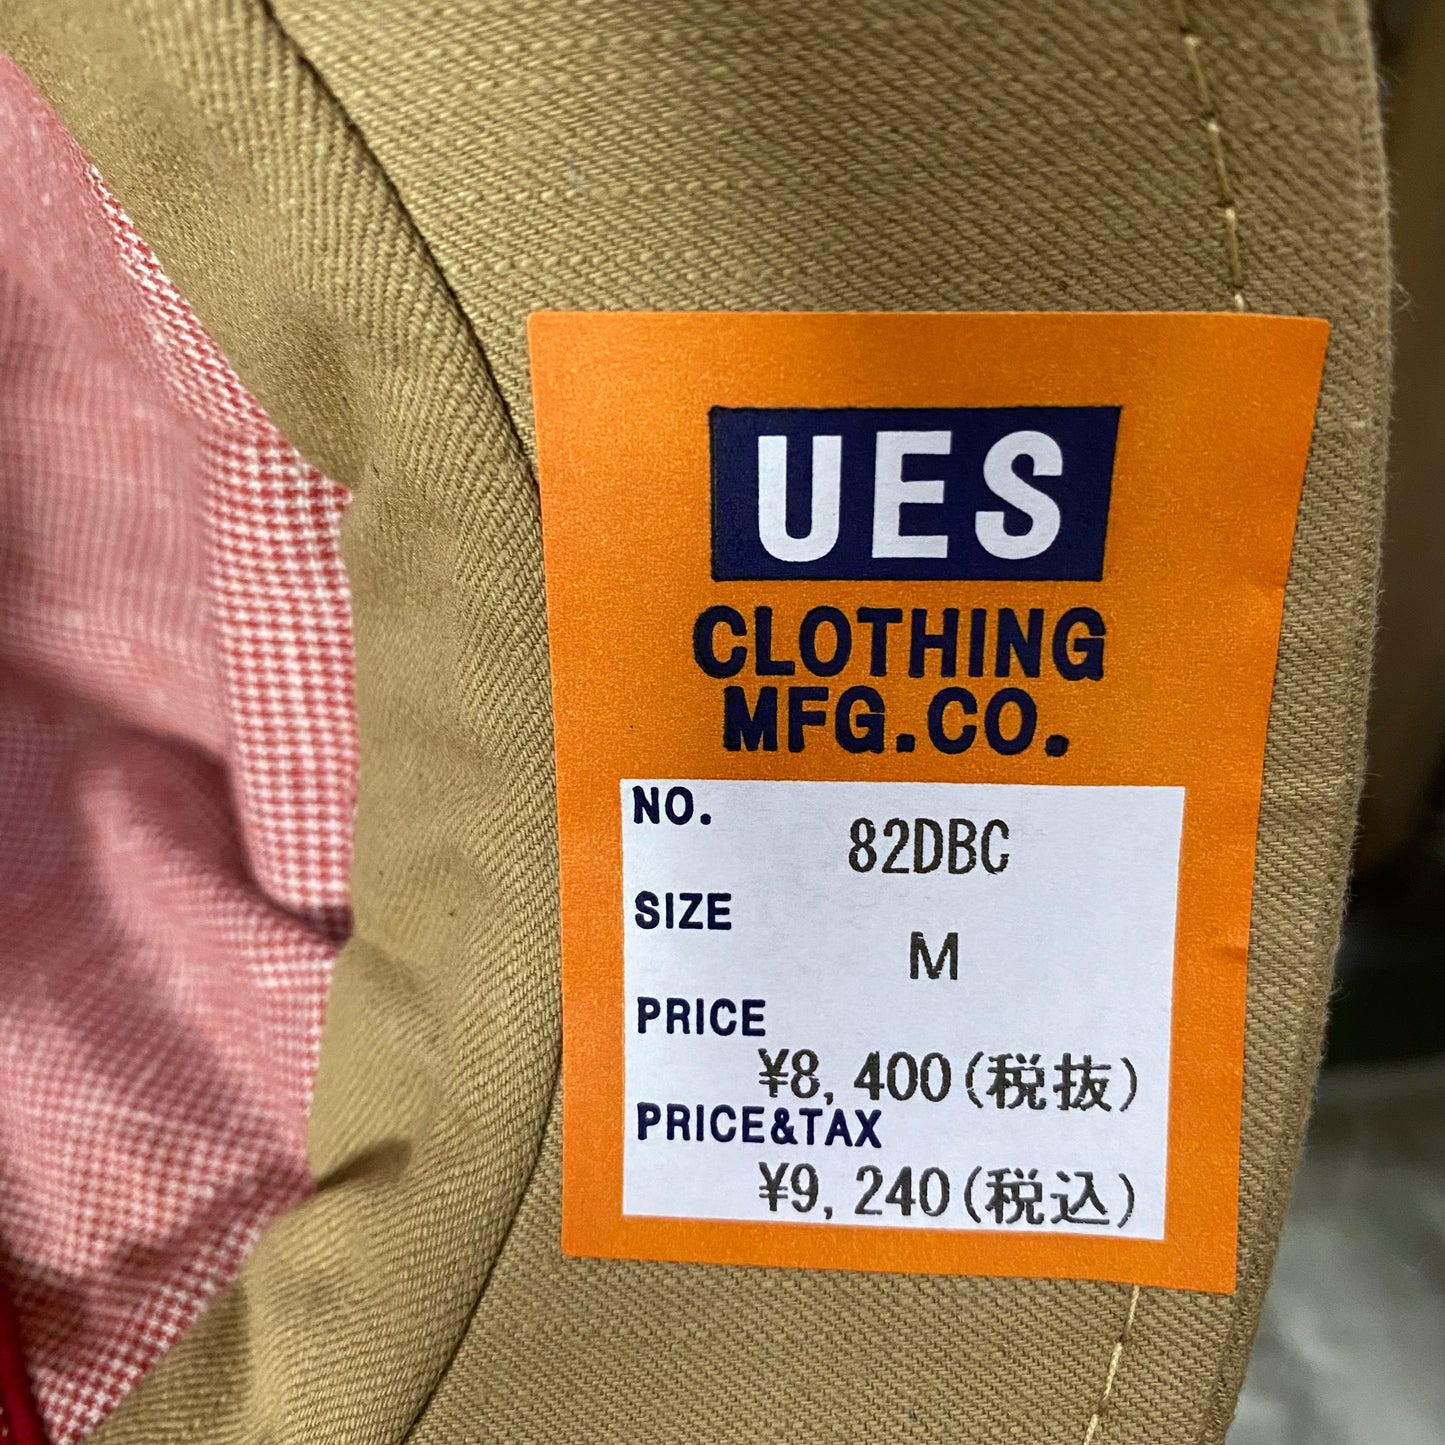 UES
CLOTHING
MFG.CO.
NO.
82DBC
SIZE
M
PRICE
¥8,400(税抜)
PRICE&TAX
¥9,240(税込)